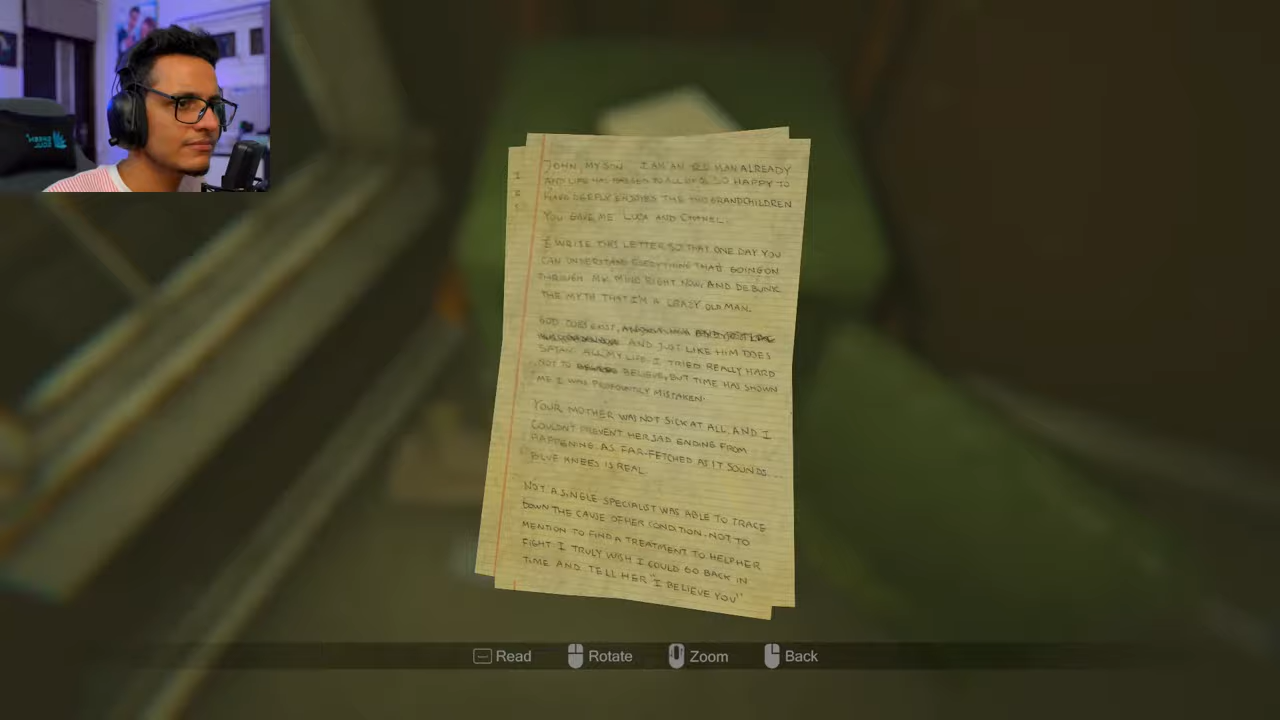 JOHN, MY SON. I AM AN OLD MAN ALREADY
AND LIFE HAS PASSED TO ALL OF US. SO HAPPY TO
HAVE DEEPLY ENJOYED THE TWO GRANDCHILDREN
YOU GAVE ME LUCA AND CHANEL.
I WRITE THIS LETTER SO THAT ONE DAY YOU
CAN UNDERSTAND EVERYTHING THAT'S GOING ON
THROUGH MY MIND RIGHT NOW, AND DEBUNK
THE MYTH THAT I'M A CRAZY OLD MAN.
GOD DOES EXIST,
AND JUST LIKE HIM DOES
SATAN. ALL MY LIFE I TRIED REALLY HARD
NOT TO BELIEVE, BUT TIME HAS SHOWN
ME I WAS PROFOUNDLY MISTAKEN.
YOUR MOTHER WAS NOT SICK AT ALL, AND I
COULDN'T PREVENT HER SAD ENDING FROM
HAPPENING. AS FAR-FETCHED AS IT SOUNDS....
BLUE KNEES IS REAL.
NOT A SINGLE SPECIALIST WAS ABLE TO TRACE
DOWN THE CAUSE OF HER CONDITION. NOT TO
MENTION TO FIND A TREATMENT TO HELP HER
FIGHT. I TRULY WISH I COULD GO BACK IN
TIME AND TELL HER "I BELIEVE YOU"
Read Rotate Zoom Back